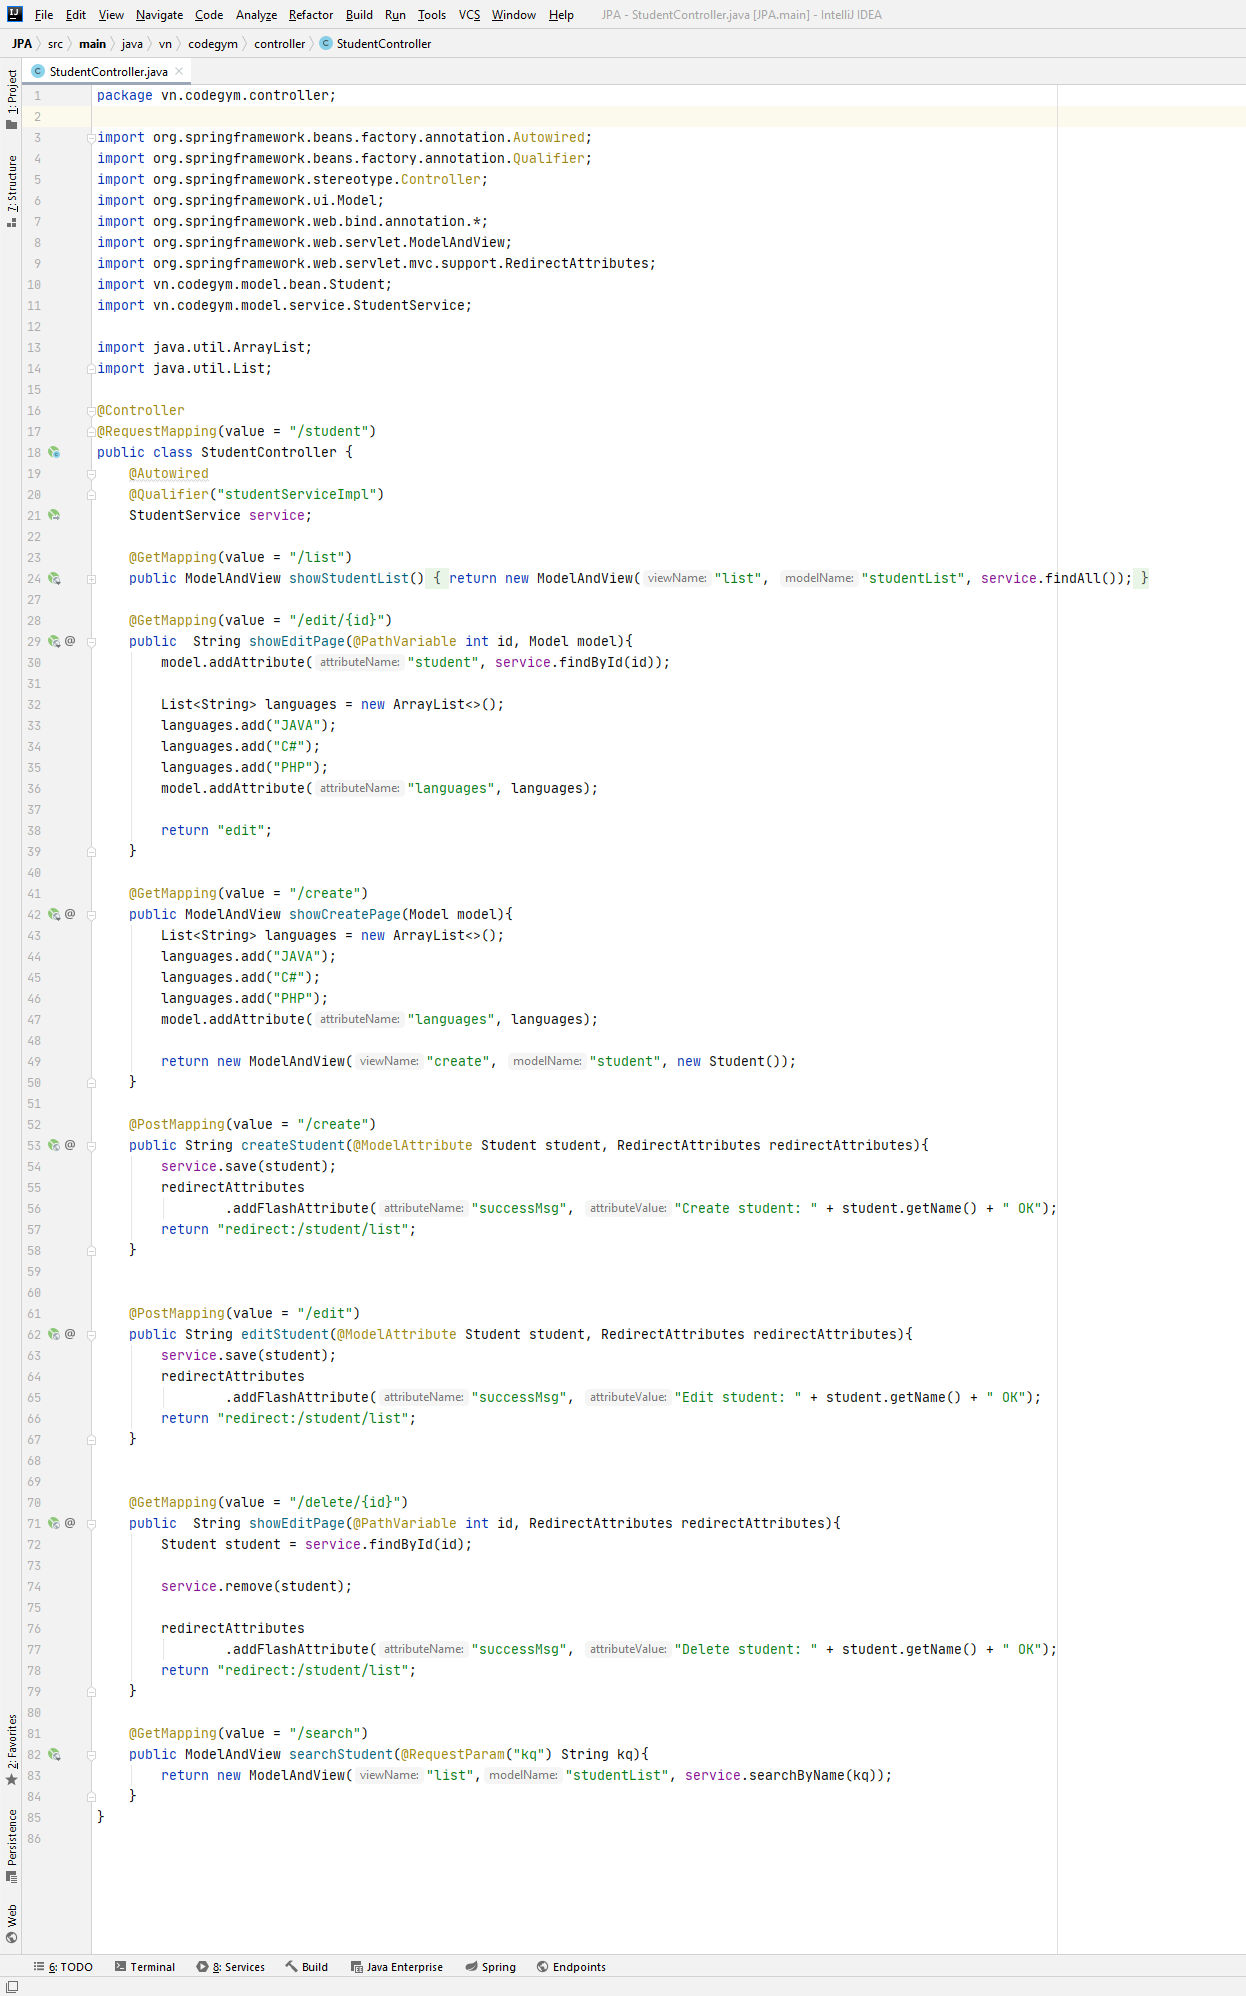 File Edit View Navigate Code Analyze Refactor Build Run Tools VCS Window Help JPA - StudentController.java [JPA.main] - IntelliJ IDEA
JPA src main java vn codegym controller StudentController
StudentController.java
1: Project
7: Structure
2: Favorites
Persistence
Web
1 package vn.codegym.controller;
2
3 import org.springframework.beans.factory.annotation.Autowired;
4 import org.springframework.beans.factory.annotation.Qualifier;
5 import org.springframework.stereotype.Controller;
6 import org.springframework.ui.Model;
7 import org.springframework.web.bind.annotation.*;
8 import org.springframework.web.servlet.ModelAndView;
9 import org.springframework.web.servlet.mvc.support.RedirectAttributes;
10 import vn.codegym.model.bean.Student;
11 import vn.codegym.model.service.StudentService;
12
13 import java.util.ArrayList;
14 import java.util.List;
15
16 @Controller
17 @RequestMapping(value = "/student")
18 public class StudentController {
19 @Autowired
20 @Qualifier("studentServiceImpl")
21 StudentService service;
22
23 @GetMapping(value = "/list")
24 public ModelAndView showStudentList() { return new ModelAndView( viewName: "list", modelName: "studentList", service.findAll()); }
27
28 @GetMapping(value = "/edit/{id}")
29 @ public  String showEditPage(@PathVariable int id, Model model){
30 model.addAttribute( attributeName: "student", service.findById(id));
31
32 List<String> languages = new ArrayList<>();
33 languages.add("JAVA");
34 languages.add("C#");
35 languages.add("PHP");
36 model.addAttribute( attributeName: "languages", languages);
37
38 return "edit";
39 }
40
41 @GetMapping(value = "/create")
42 @ public ModelAndView showCreatePage(Model model){
43 List<String> languages = new ArrayList<>();
44 languages.add("JAVA");
45 languages.add("C#");
46 languages.add("PHP");
47 model.addAttribute( attributeName: "languages", languages);
48
49 return new ModelAndView( viewName: "create", modelName: "student", new Student());
50 }
51
52 @PostMapping(value = "/create")
53 @ public String createStudent(@ModelAttribute Student student, RedirectAttributes redirectAttributes){
54 service.save(student);
55 redirectAttributes
56 .addFlashAttribute( attributeName: "successMsg", attributeValue: "Create student: " + student.getName() + " OK");
57 return "redirect:/student/list";
58 }
59
60
61 @PostMapping(value = "/edit")
62 @ public String editStudent(@ModelAttribute Student student, RedirectAttributes redirectAttributes){
63 service.save(student);
64 redirectAttributes
65 .addFlashAttribute( attributeName: "successMsg", attributeValue: "Edit student: " + student.getName() + " OK");
66 return "redirect:/student/list";
67 }
68
69
70 @GetMapping(value = "/delete/{id}")
71 @ public  String showEditPage(@PathVariable int id, RedirectAttributes redirectAttributes){
72 Student student = service.findById(id);
73
74 service.remove(student);
75
76 redirectAttributes
77 .addFlashAttribute( attributeName: "successMsg", attributeValue: "Delete student: " + student.getName() + " OK");
78 return "redirect:/student/list";
79 }
80
81 @GetMapping(value = "/search")
82 public ModelAndView searchStudent(@RequestParam("kq") String kq){
83 return new ModelAndView( viewName: "list", modelName: "studentList", service.searchByName(kq));
84 }
85 }
86
6: TODO Terminal 8: Services Build Java Enterprise Spring Endpoints